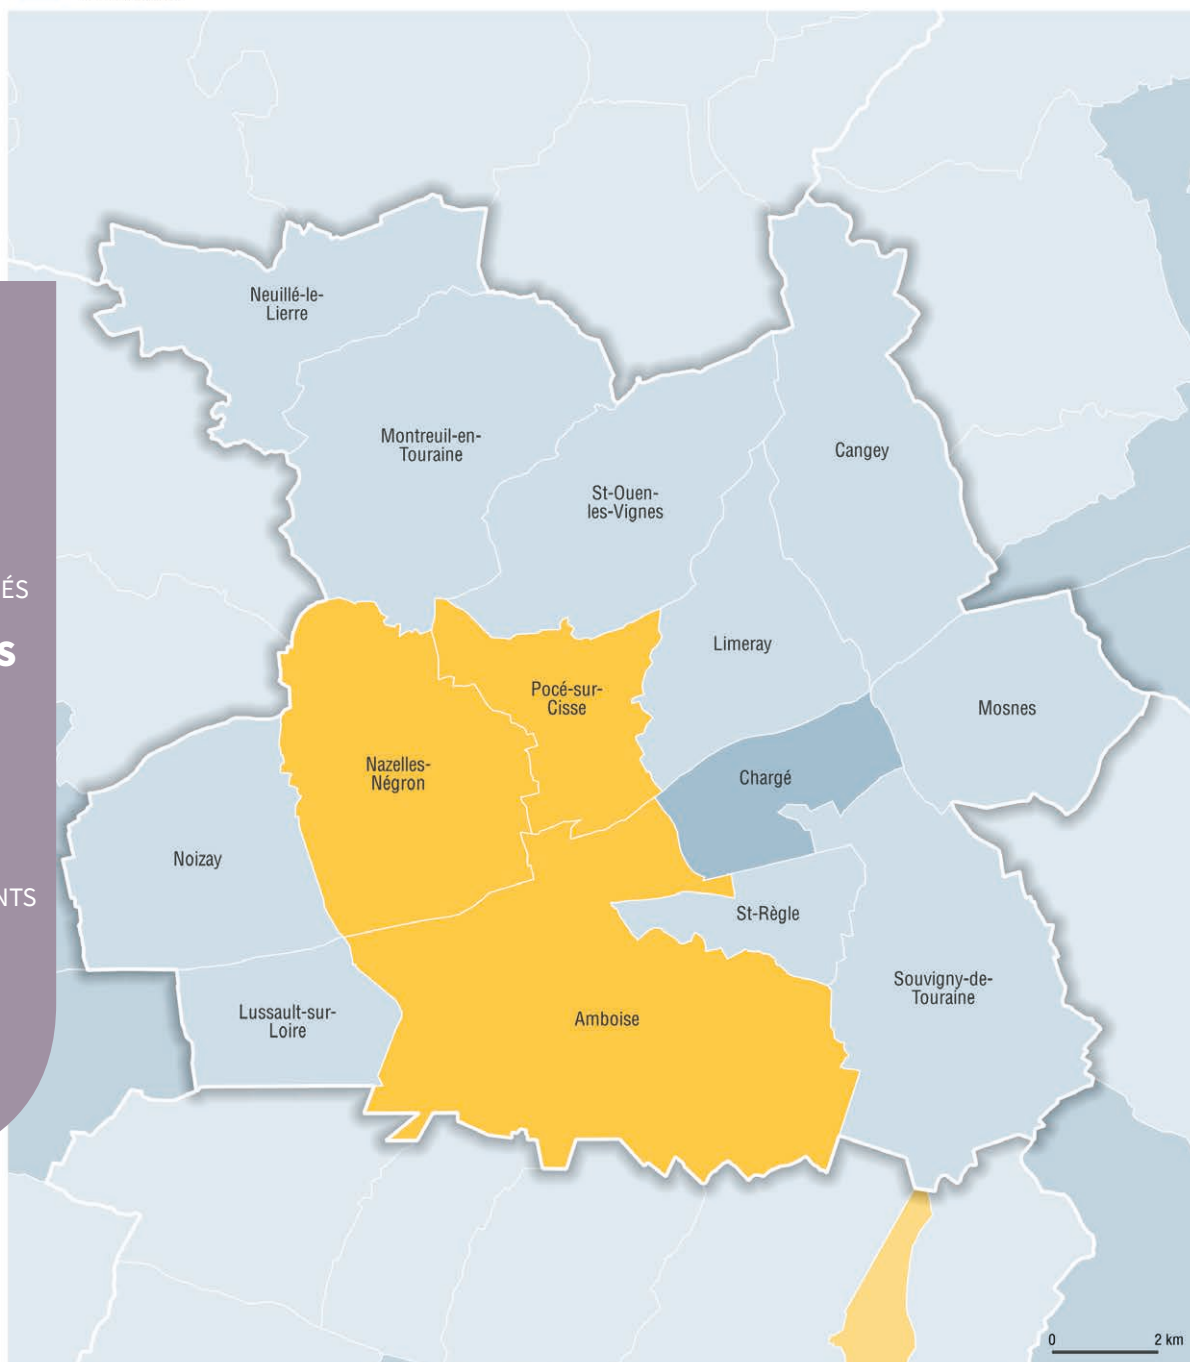 Neuillé-le-
Lierre
Montreuil-en-
Touraine
Cangey
St-Ouen-
les-Vignes
ÉS
s
Limeray
Pocé-sur-
Cisse
Mosnes
Nazelles-
Négron
Chargé
Noizay
NTS
St-Règle
Souvigny-de-
Touraine
Lussault-sur-
Loire
Amboise
0 2 km